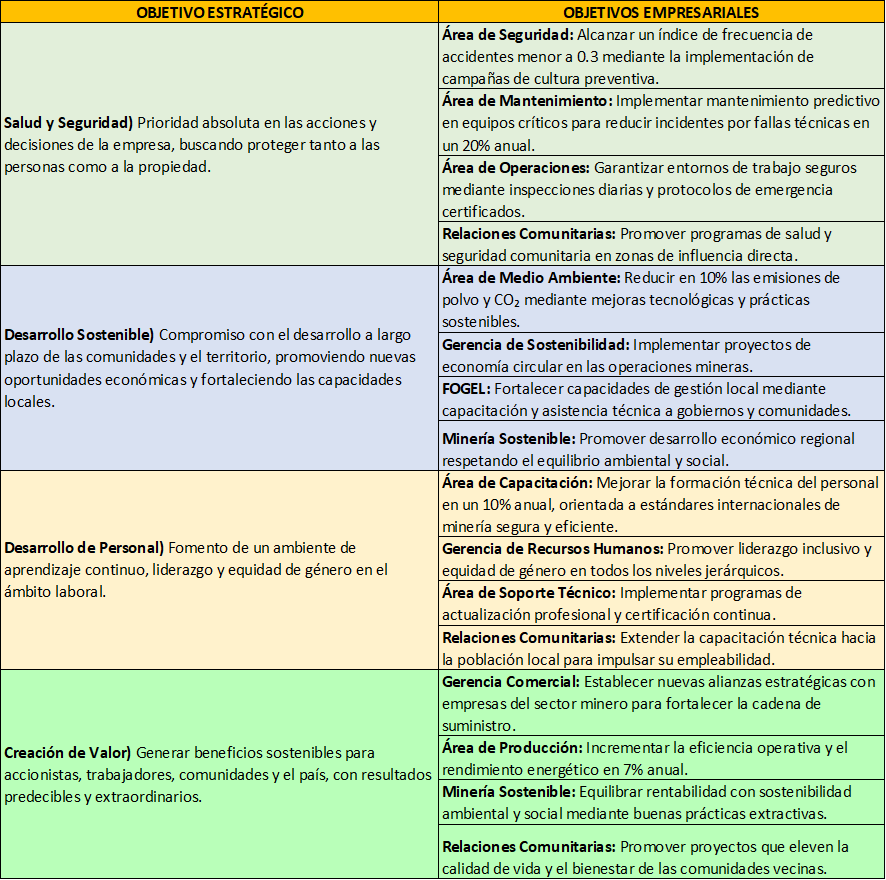 OBJETIVO ESTRATÉGICO
OBJETIVOS EMPRESARIALES
Salud y Seguridad) Prioridad absoluta en las acciones y
decisiones de la empresa, buscando proteger tanto a las
personas como a la propiedad.
Área de Seguridad: Alcanzar un índice de frecuencia de
accidentes menor a 0.3 mediante la implementación de
campañas de cultura preventiva.
Área de Mantenimiento: Implementar mantenimiento predictivo
en equipos críticos para reducir incidentes por fallas técnicas en
un 20% anual.
Área de Operaciones: Garantizar entornos de trabajo seguros
mediante inspecciones diarias y protocolos de emergencia
certificados.
Relaciones Comunitarias: Promover programas de salud y
seguridad comunitaria en zonas de influencia directa.
Desarrollo Sostenible) Compromiso con el desarrollo a largo
plazo de las comunidades y el territorio, promoviendo nuevas
oportunidades económicas y fortaleciendo las capacidades
locales.
Área de Medio Ambiente: Reducir en 10% las emisiones de
polvo y CO₂ mediante mejoras tecnológicas y prácticas
sostenibles.
Gerencia de Sostenibilidad: Implementar proyectos de
economía circular en las operaciones mineras.
FOGEL: Fortalecer capacidades de gestión local mediante
capacitación y asistencia técnica a gobiernos y comunidades.
Minería Sostenible: Promover desarrollo económico regional
respetando el equilibrio ambiental y social.
Desarrollo de Personal) Fomento de un ambiente de
aprendizaje continuo, liderazgo y equidad de género en el
ámbito laboral.
Área de Capacitación: Mejorar la formación técnica del personal
en un 10% anual, orientada a estándares internacionales de
minería segura y eficiente.
Gerencia de Recursos Humanos: Promover liderazgo inclusivo y
equidad de género en todos los niveles jerárquicos.
Área de Soporte Técnico: Implementar programas de
actualización profesional y certificación continua.
Relaciones Comunitarias: Extender la capacitación técnica hacia
la población local para impulsar su empleabilidad.
Creación de Valor) Generar beneficios sostenibles para
accionistas, trabajadores, comunidades y el país, con resultados
predecibles y extraordinarios.
Gerencia Comercial: Establecer nuevas alianzas estratégicas con
empresas del sector minero para fortalecer la cadena de
suministro.
Área de Producción: Incrementar la eficiencia operativa y el
rendimiento energético en 7% anual.
Minería Sostenible: Equilibrar rentabilidad con sostenibilidad
ambiental y social mediante buenas prácticas extractivas.
Relaciones Comunitarias: Promover proyectos que eleven la
calidad de vida y el bienestar de las comunidades vecinas.